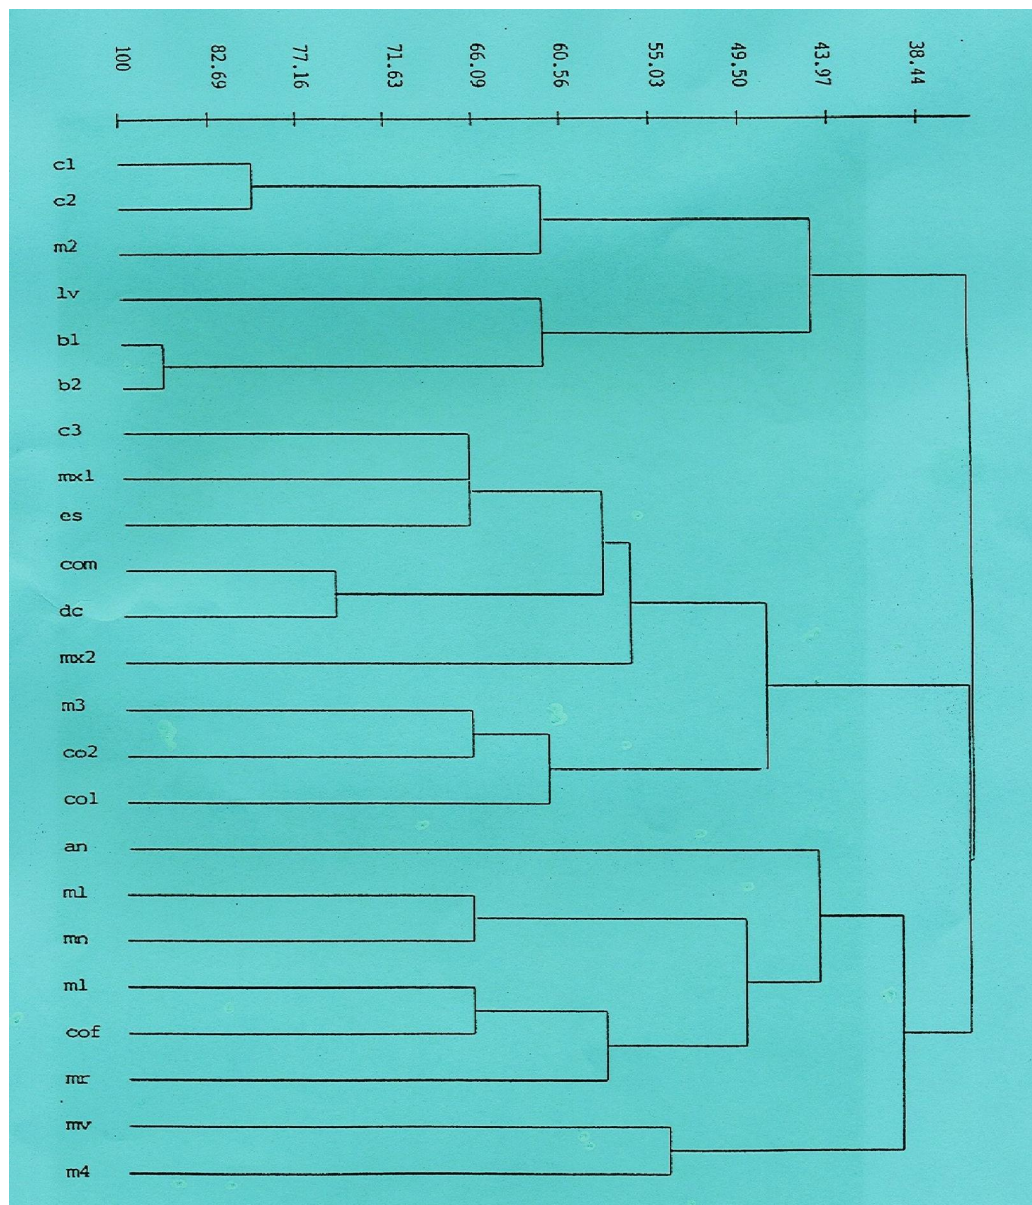 100
82.69
77.16
71.63
66.09
60.56
55.03
49.50
43.97
38.44
c1
c2
m2
lv
b1
b2
c3
mx1
es
com
dc
mx2
m3
co2
co1
an
m1
mn
m1
cof
mr
mv
m4